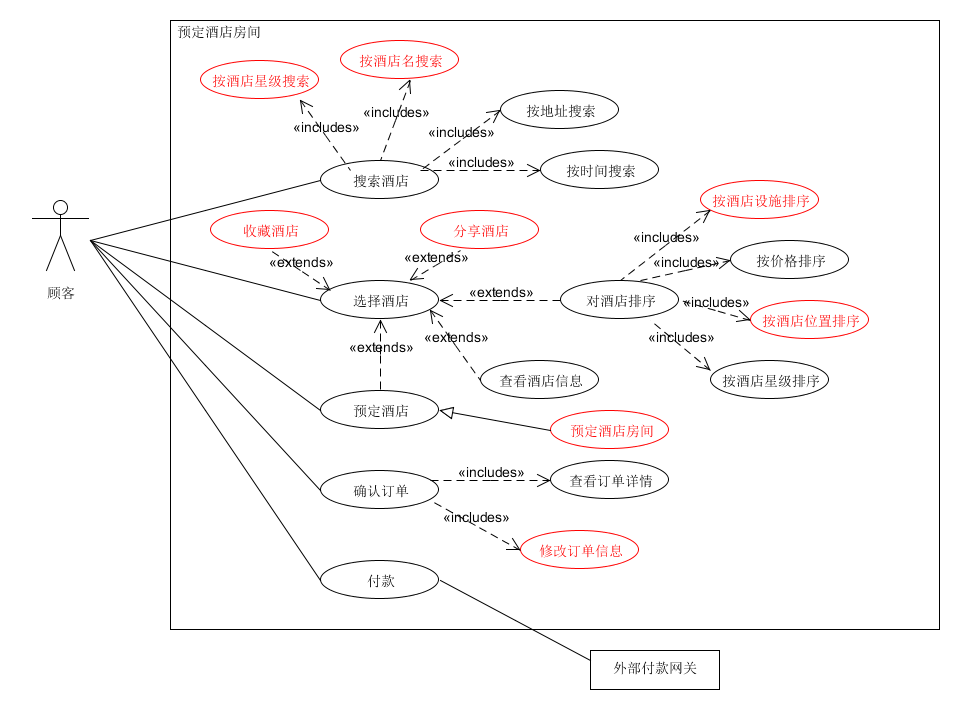 预定酒店房间
按酒店名搜索
按酒店星级搜索
«includes»
«includes»
按地址搜索
«includes»
«includes»
按时间搜索
搜索酒店
按酒店设施排序
收藏酒店
分享酒店
«includes»
«extends»
«extends»
«includes»
按价格排序
顾客
选择酒店
«extends»
对酒店排序
«includes»
按酒店位置排序
«extends»
«extends»
«includes»
查看酒店信息
按酒店星级排序
预定酒店
预定酒店房间
«includes»
查看订单详情
确认订单
«includes»
修改订单信息
付款
外部付款网关